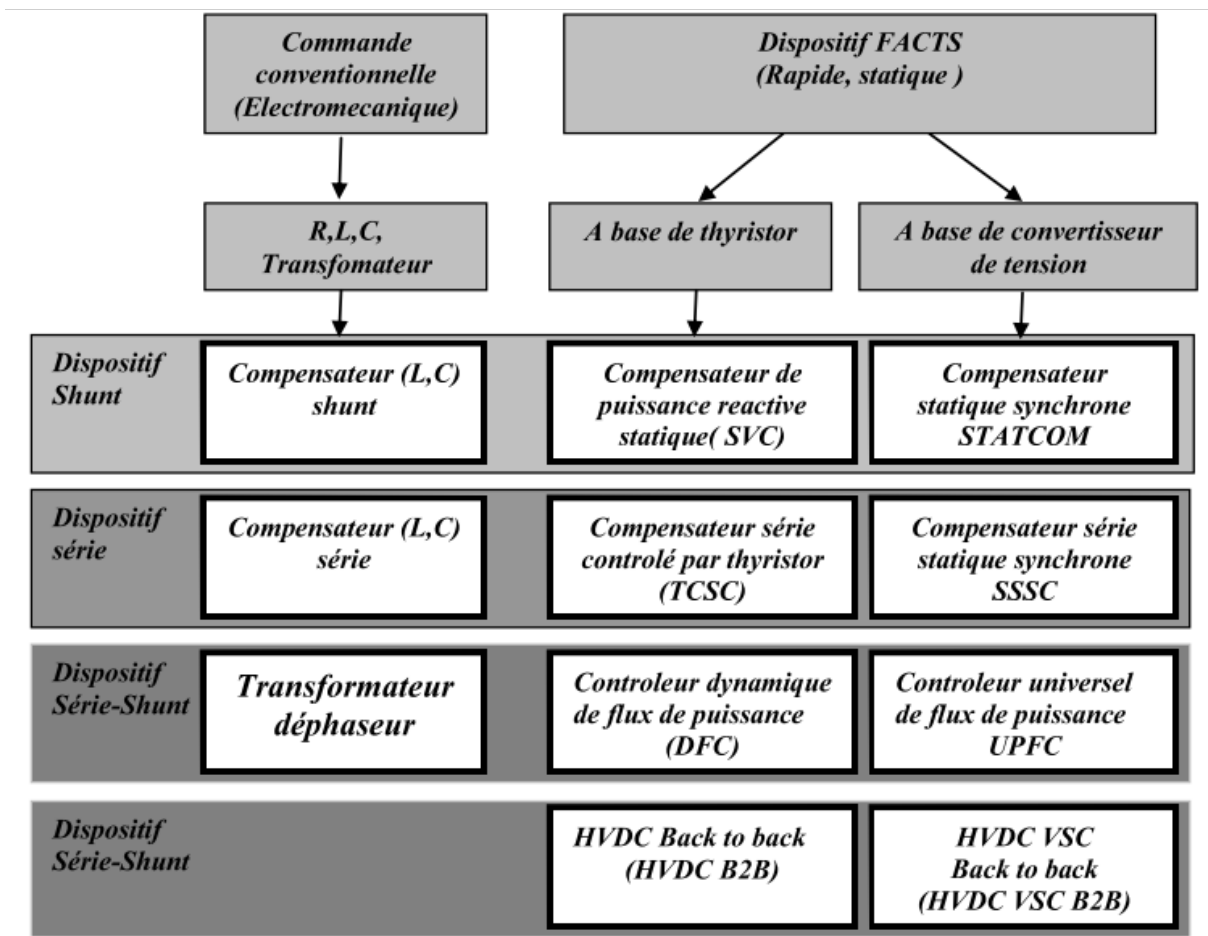 Commande
conventionnelle
(Electromecanique)
Dispositif FACTS
(Rapide, statique )
R,L,C,
Transfomateur
A base de thyristor
A base de convertisseur
de tension
Dispositif
Shunt
Compensateur (L,C)
shunt
Compensateur de
puissance reactive
statique( SVC)
Compensateur
statique synchrone
STATCOM
Dispositif
série
Compensateur (L,C)
série
Compensateur série
controlé par thyristor
(TCSC)
Compensateur série
statique synchrone
SSSC
Dispositif
Série-Shunt
Transformateur
déphaseur
Controleur dynamique
de flux de puissance
(DFC)
Controleur universel
de flux de puissance
UPFC
Dispositif
Série-Shunt
HVDC Back to back
(HVDC B2B)
HVDC VSC
Back to back
(HVDC VSC B2B)